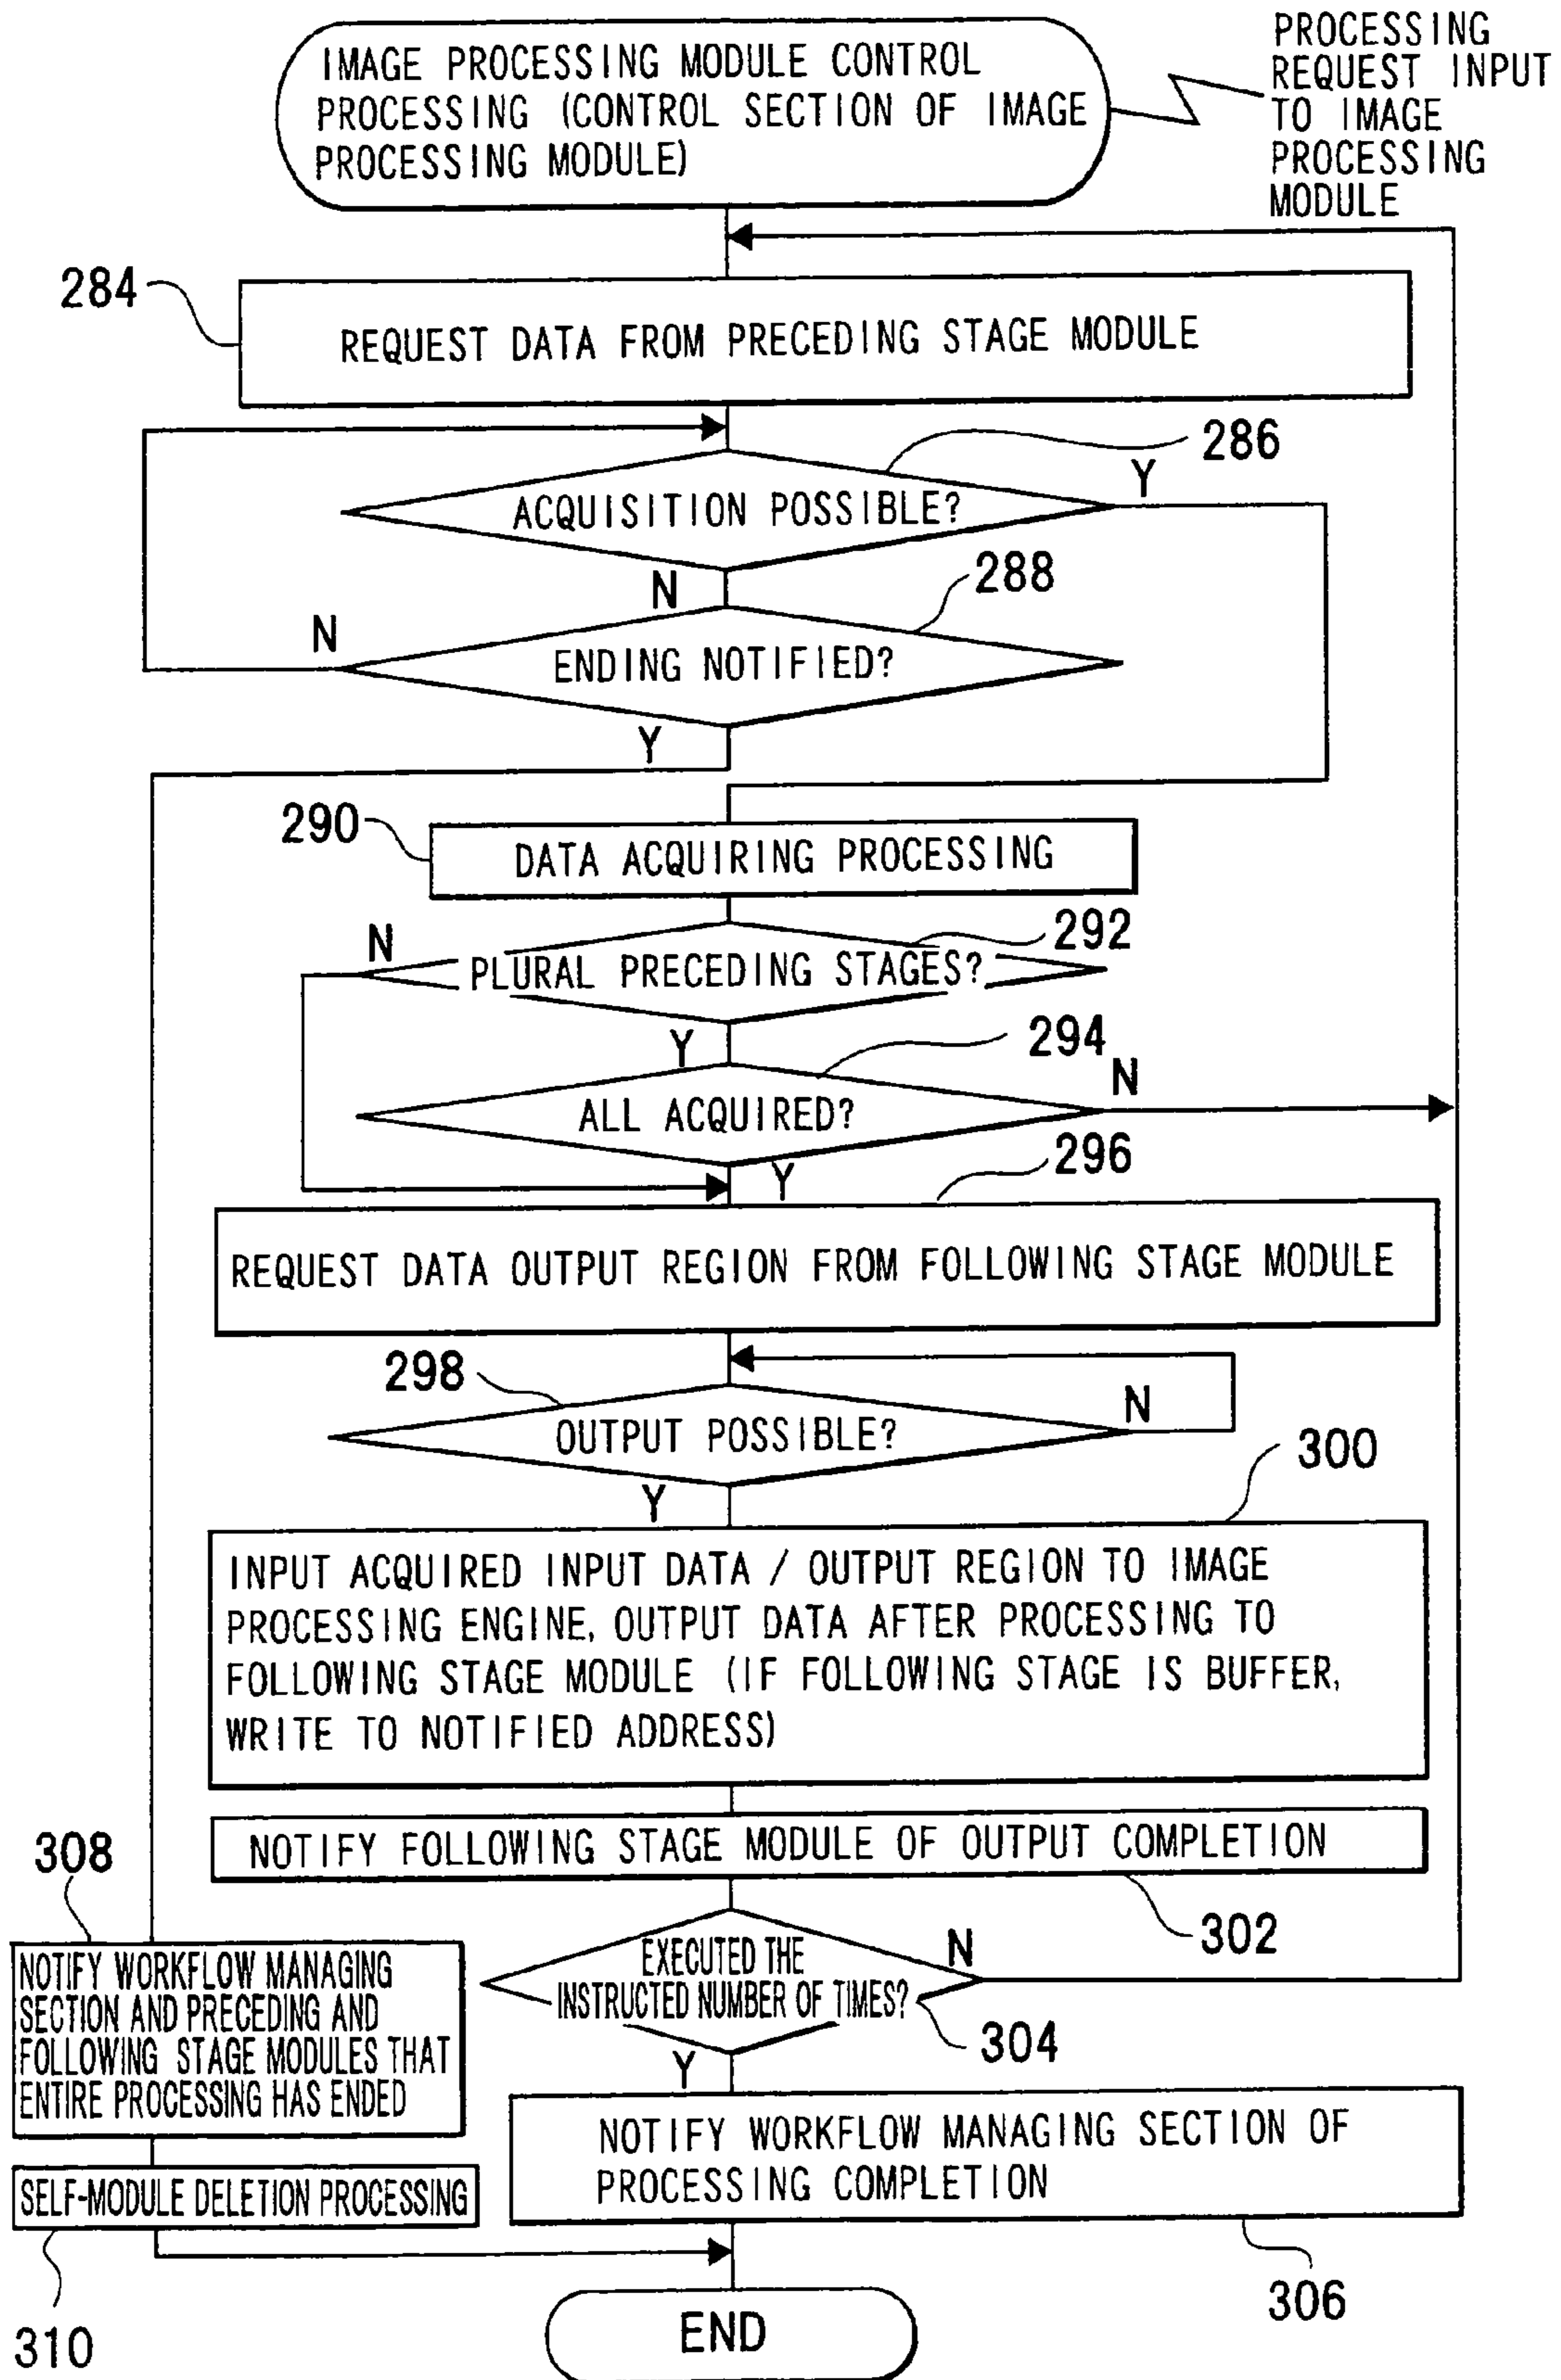 IMAGE PROCESSING MODULE CONTROL
PROCESSING (CONTROL SECTION OF IMAGE
PROCESSING MODULE)
PROCESSING
REQUEST INPUT
TO IMAGE
PROCESSING
MODULE
284
REQUEST DATA FROM PRECEDING STAGE MODULE
286
ACQUISITION POSSIBLE?
Y
N
288
N
ENDING NOTIFIED?
Y
290
DATA ACQUIRING PROCESSING
292
N
PLURAL PRECEDING STAGES?
Y
294
N
ALL ACQUIRED?
Y
296
REQUEST DATA OUTPUT REGION FROM FOLLOWING STAGE MODULE
298
N
OUTPUT POSSIBLE?
Y
300
INPUT ACQUIRED INPUT DATA / OUTPUT REGION TO IMAGE
PROCESSING ENGINE, OUTPUT DATA AFTER PROCESSING TO
FOLLOWING STAGE MODULE (IF FOLLOWING STAGE IS BUFFER,
WRITE TO NOTIFIED ADDRESS)
NOTIFY FOLLOWING STAGE MODULE OF OUTPUT COMPLETION
302
308
NOTIFY WORKFLOW MANAGING
SECTION AND PRECEDING AND
FOLLOWING STAGE MODULES THAT
ENTIRE PROCESSING HAS ENDED
EXECUTED THE
INSTRUCTED NUMBER OF TIMES?
N
304
Y
NOTIFY WORKFLOW MANAGING SECTION OF
PROCESSING COMPLETION
SELF-MODULE DELETION PROCESSING
306
310
END